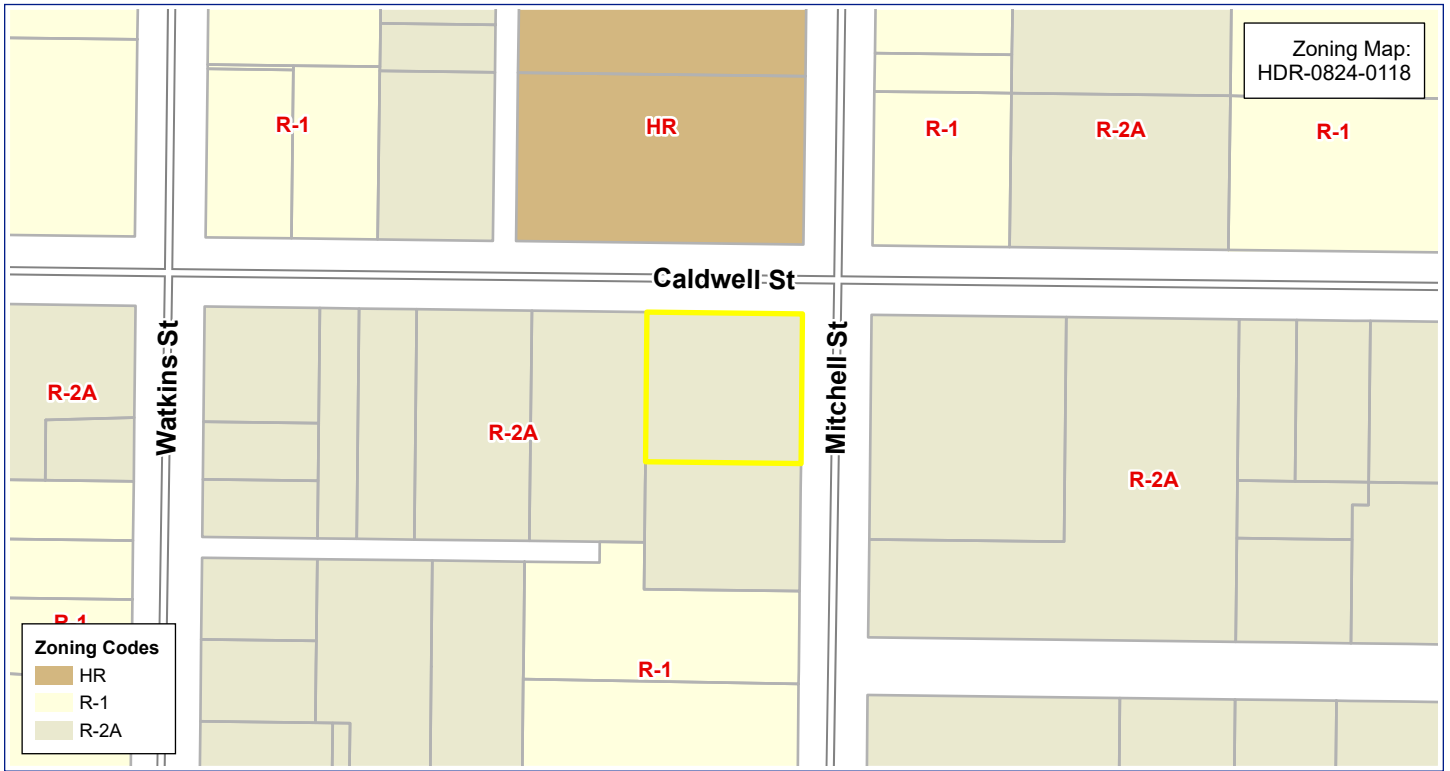 Zoning Map:
HDR-0824-0118
R-1
HR
R-1
R-2A
R-1
Caldwell St
Watkins St
Mitchell St
R-2A
R-2A
R-2A
R-1
R-1
Zoning Codes
HR
R-1
R-2A